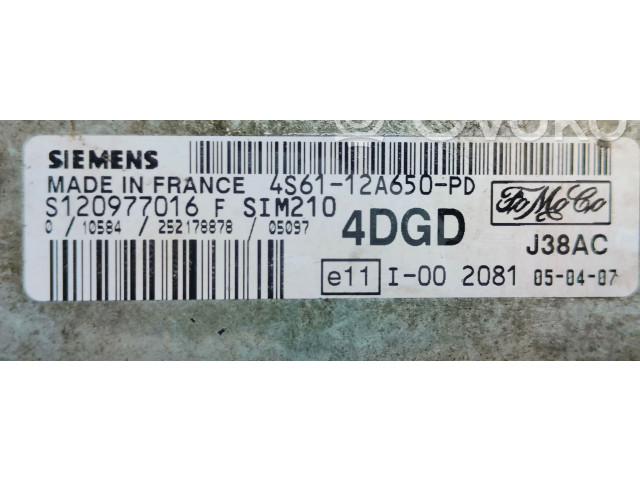 SIEMENS
MADE IN FRANCE 4S61-12A650-PD
S120977016 F SIM210
0 / 10584 / 252178878 / 05097
4DGD
FoMoCo
J38AC
e11 I-00 2081 05-04-07